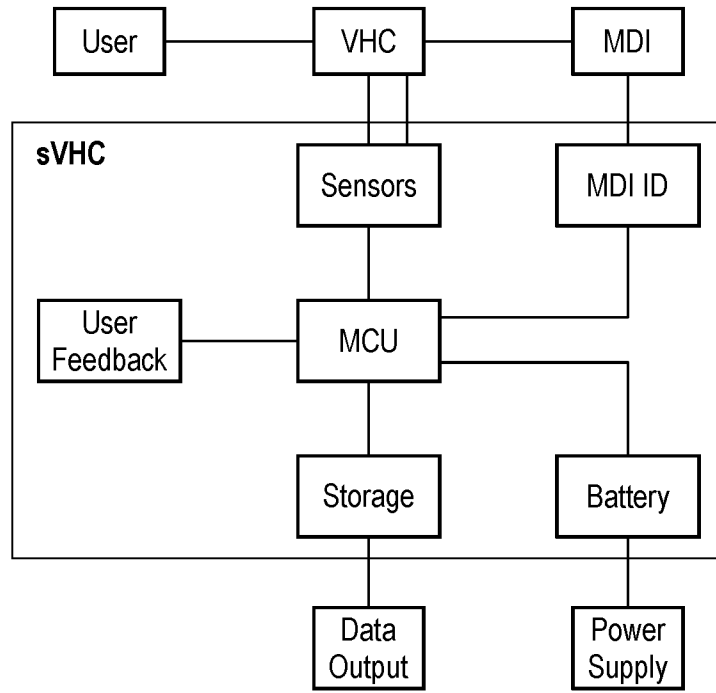 User
VHC
MDI
sVHC
Sensors
MDI ID
User
Feedback
MCU
Storage
Battery
Data
Output
Power
Supply